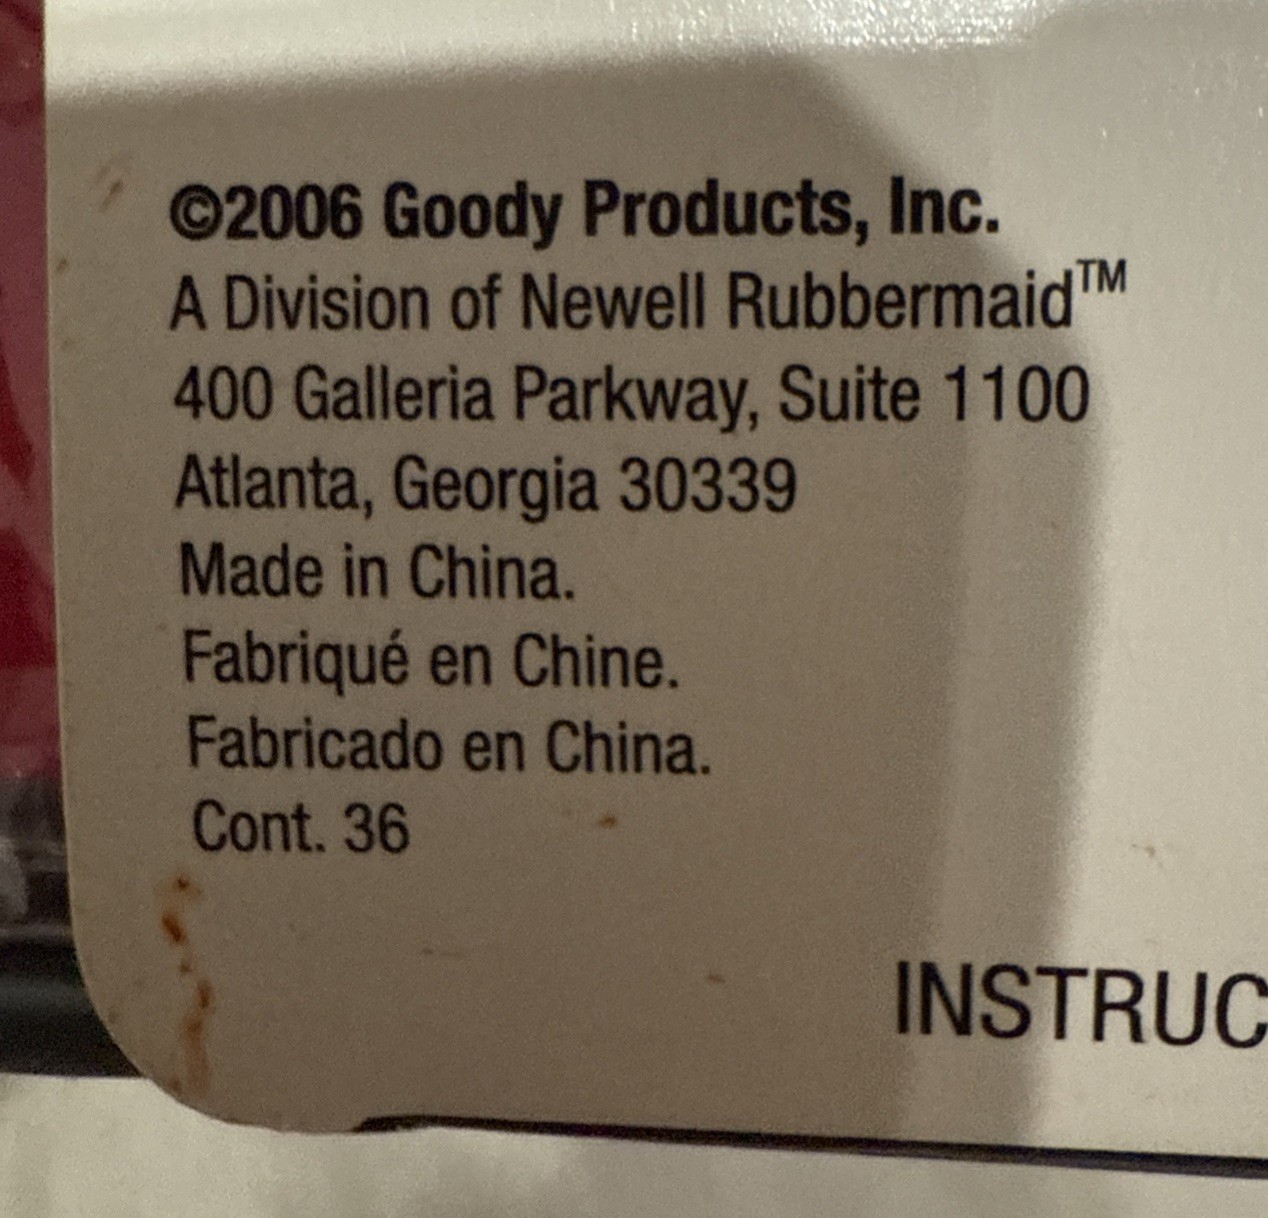 ©2006 Goody Products, Inc.
A Division of Newell Rubbermaid™
400 Galleria Parkway, Suite 1100
Atlanta, Georgia 30339
Made in China.
Fabriqué en Chine.
Fabricado en China.
Cont. 36
INSTRUC